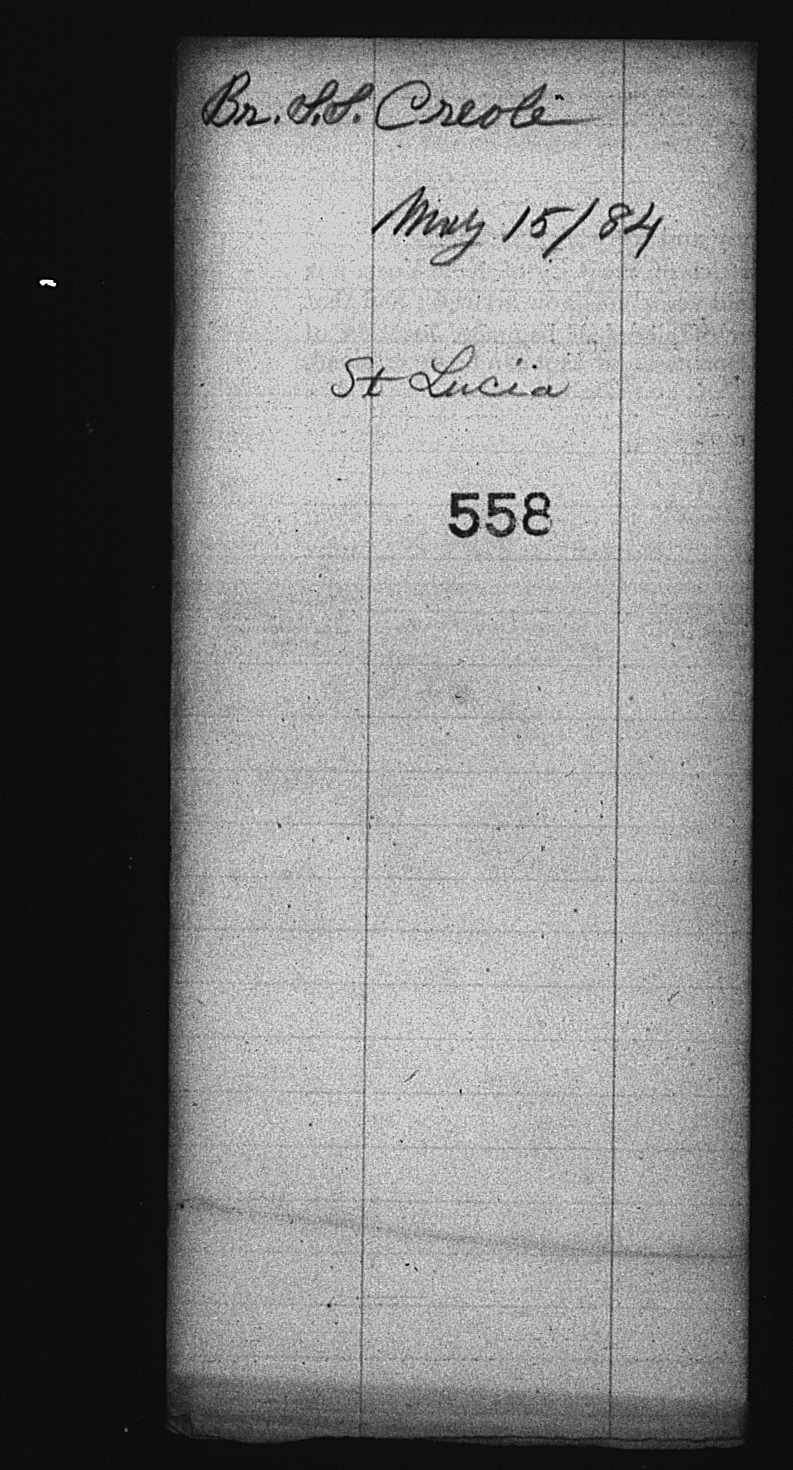 Br. S.S. Creole
May 15/84
St Lucia
558